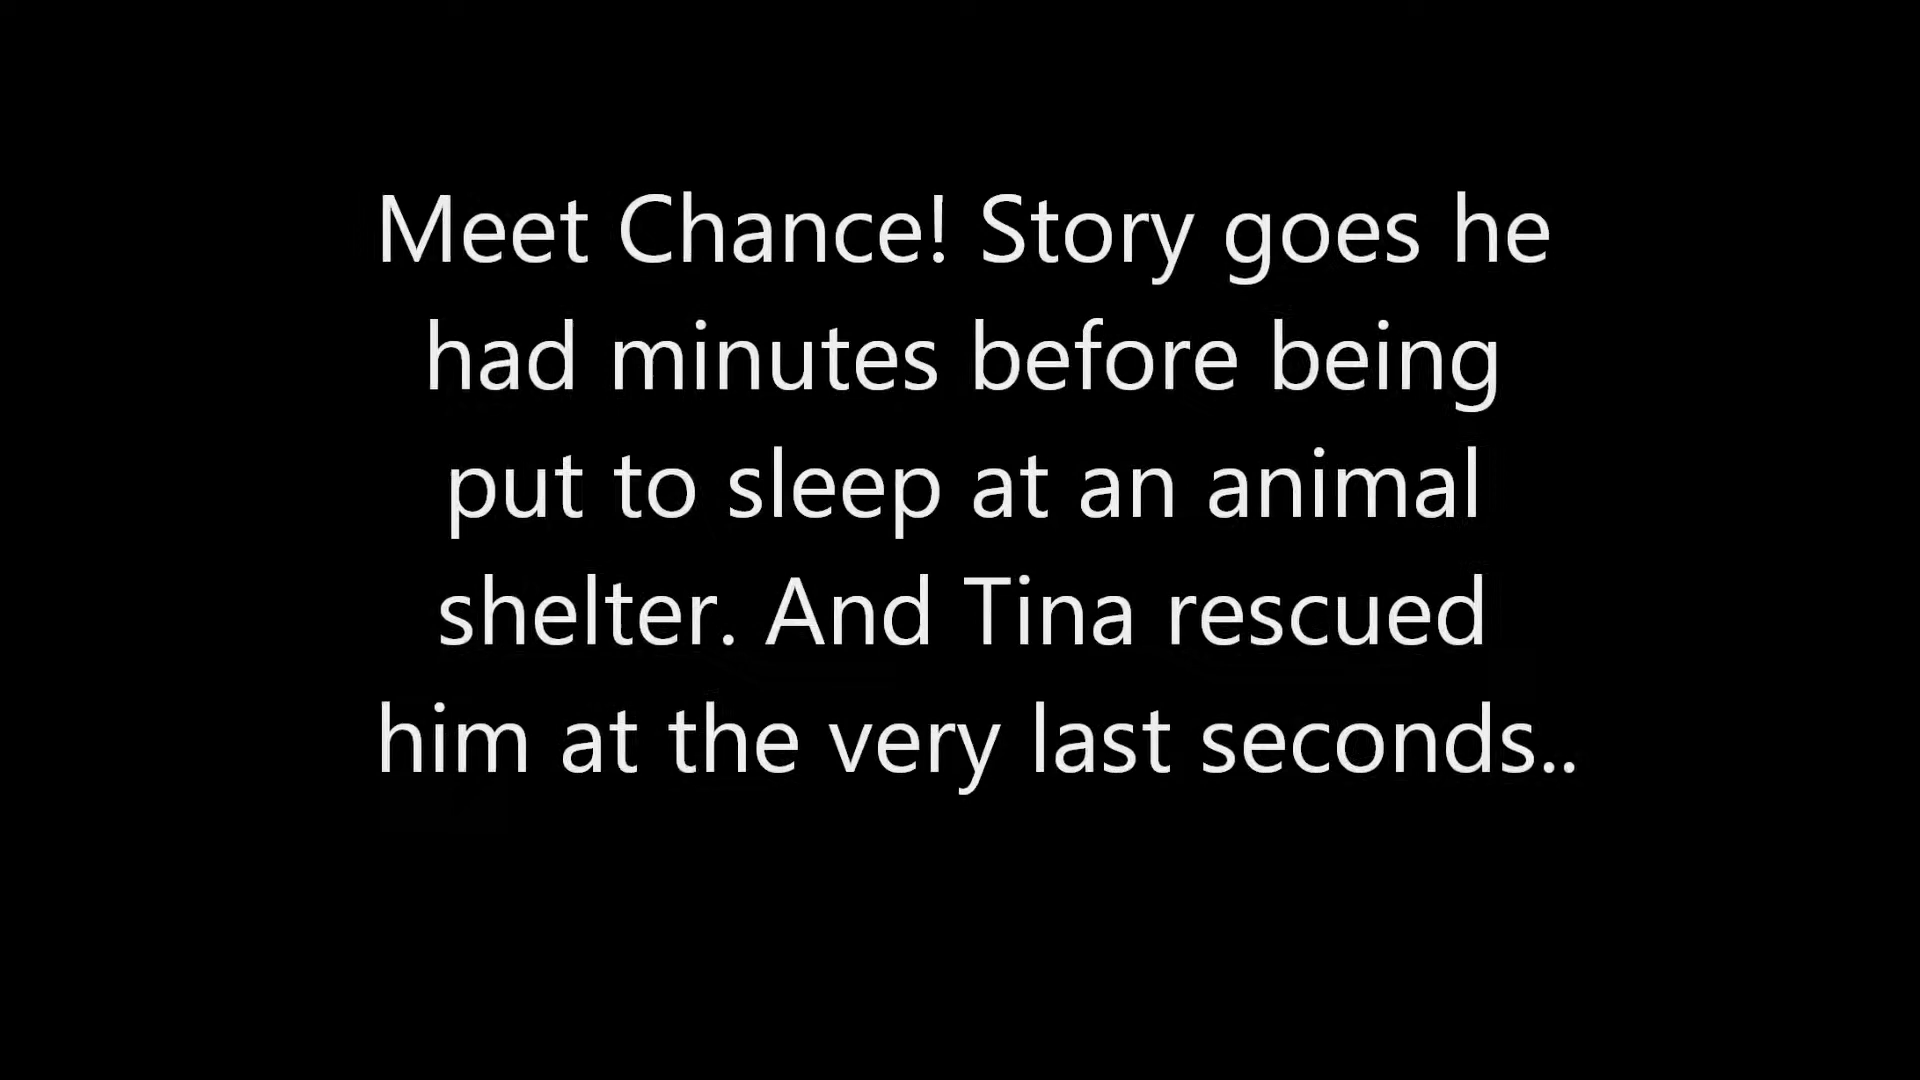 Meet Chance! Story goes he
had minutes before being
put to sleep at an animal
shelter. And Tina rescued
him at the very last seconds..